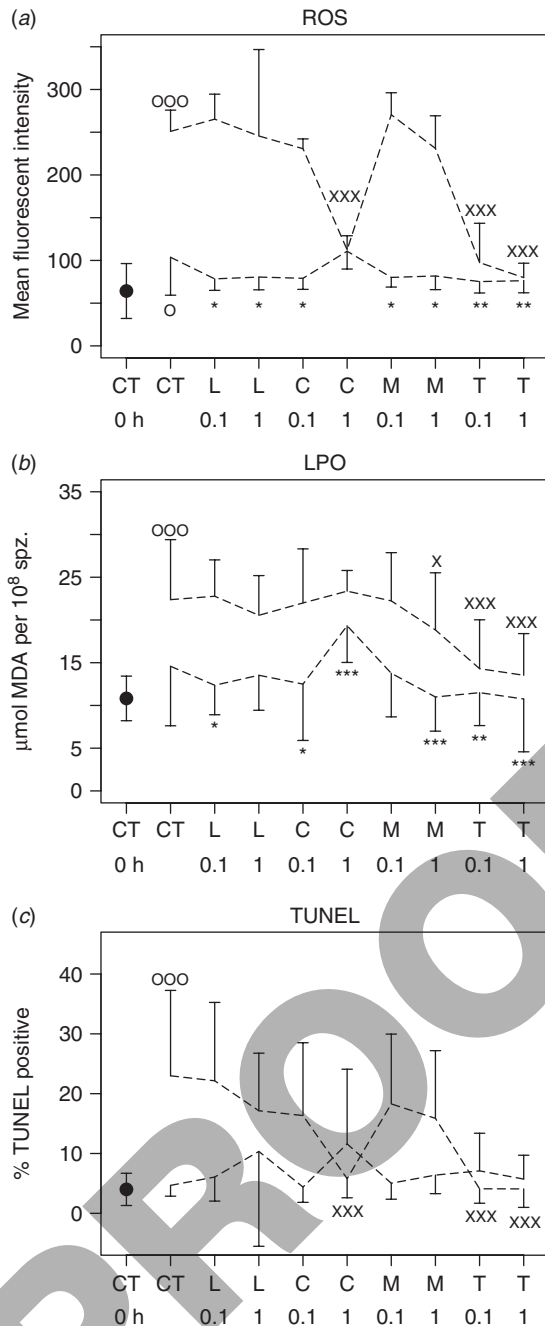 (a) ROS
Mean fluorescent intensity
300
200
100
0
OOO
O
XXX
XXX
XXX
* * * * * ** **
CT CT L L C C M M T T
0 h 0.1 1 0.1 1 0.1 1 0.1 1
(b) LPO
µmol MDA per 10⁸ spz.
35
25
15
5
0
OOO
X
XXX
XXX
* * *** *** ** ***
CT CT L L C C M M T T
0 h 0.1 1 0.1 1 0.1 1 0.1 1
(c) TUNEL
% TUNEL positive
40
30
20
10
0
OOO
XXX XXX XXX
CT CT L L C C M M T T
0 h 0.1 1 0.1 1 0.1 1 0.1 1
PROO